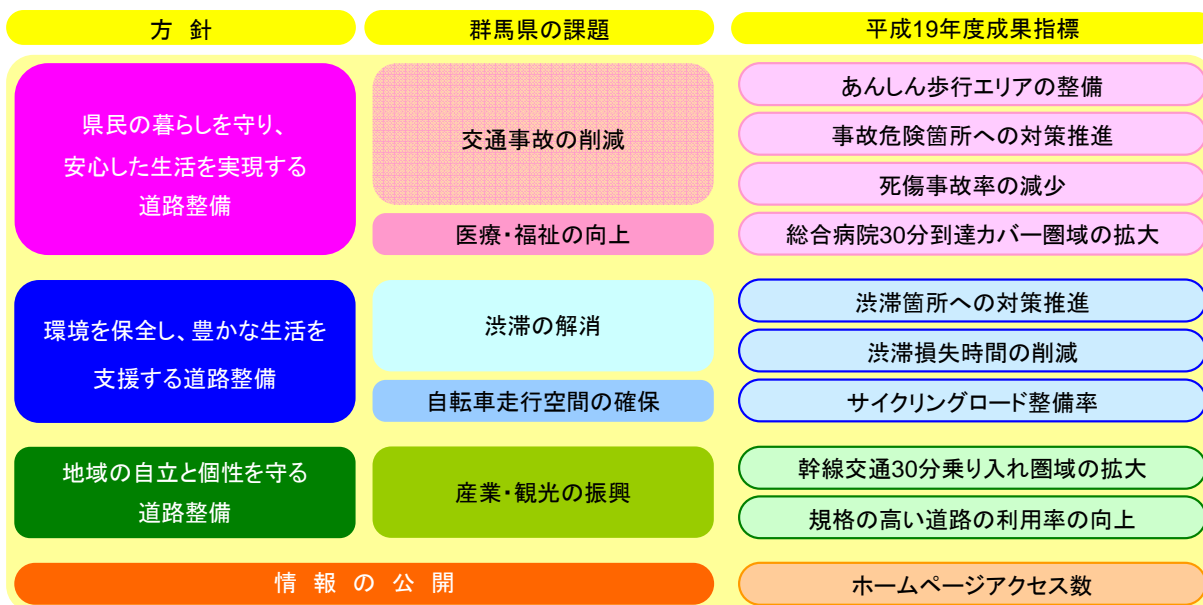 方 針
群馬県の課題
平成19年度成果指標
県民の暮らしを守り、
安心した生活を実現する
道路整備
交通事故の削減
医療・福祉の向上
あんしん歩行エリアの整備
事故危険箇所への対策推進
死傷事故率の減少
総合病院30分到達カバー圏域の拡大
環境を保全し、豊かな生活を
支援する道路整備
渋滞の解消
自転車走行空間の確保
渋滞箇所への対策推進
渋滞損失時間の削減
サイクリングロード整備率
地域の自立と個性を守る
道路整備
産業・観光の振興
幹線交通30分乗り入れ圏域の拡大
規格の高い道路の利用率の向上
情 報 の 公 開
ホームページアクセス数